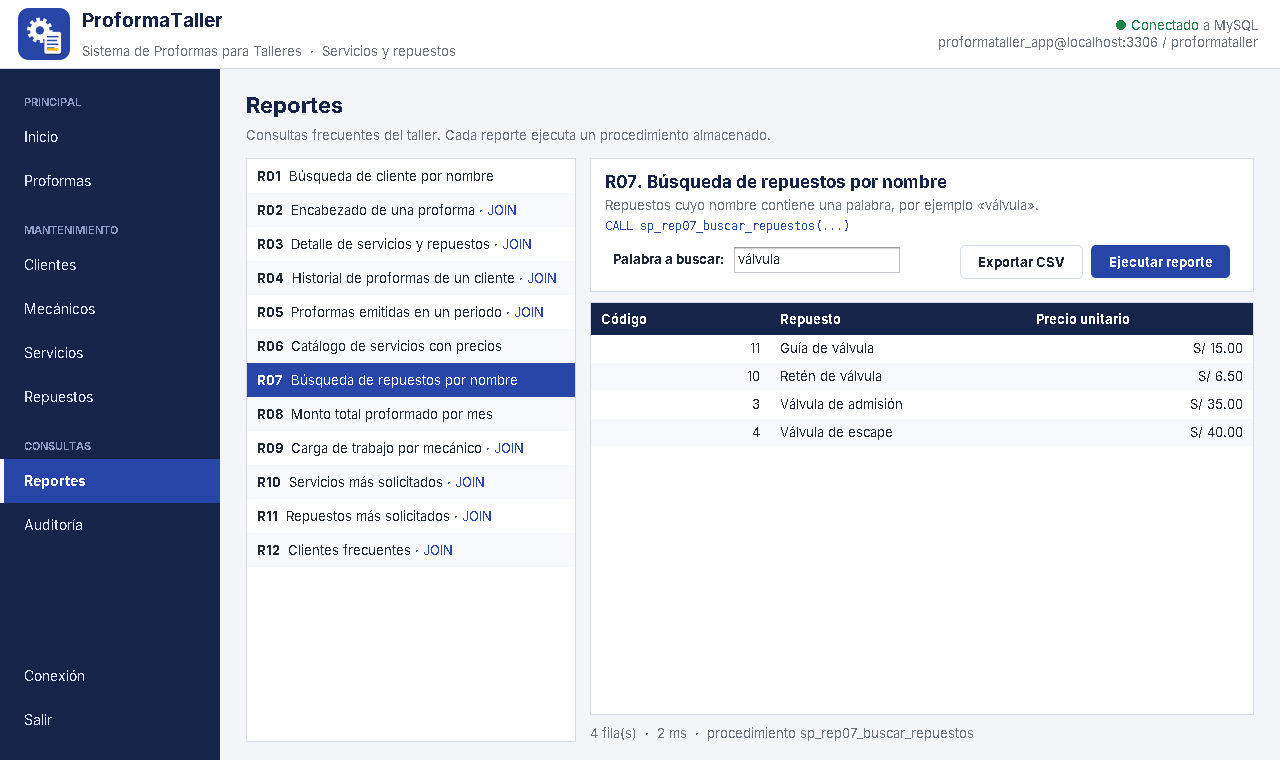 ProformaTaller
Sistema de Proformas para Talleres · Servicios y repuestos
Conectado a MySQL
proformataller_app@localhost:3306 / proformataller
PRINCIPAL
Inicio
Proformas
MANTENIMIENTO
Clientes
Mecánicos
Servicios
Repuestos
CONSULTAS
Reportes
Auditoría
Conexión
Salir
Reportes
Consultas frecuentes del taller. Cada reporte ejecuta un procedimiento almacenado.
R01 Búsqueda de cliente por nombre
R02 Encabezado de una proforma · JOIN
R03 Detalle de servicios y repuestos · JOIN
R04 Historial de proformas de un cliente · JOIN
R05 Proformas emitidas en un periodo · JOIN
R06 Catálogo de servicios con precios
R07 Búsqueda de repuestos por nombre
R08 Monto total proformado por mes
R09 Carga de trabajo por mecánico · JOIN
R10 Servicios más solicitados · JOIN
R11 Repuestos más solicitados · JOIN
R12 Clientes frecuentes · JOIN
R07. Búsqueda de repuestos por nombre
Repuestos cuyo nombre contiene una palabra, por ejemplo «válvula».
CALL sp_rep07_buscar_repuestos(...)
Palabra a buscar: válvula Exportar CSV Ejecutar reporte
Código Repuesto Precio unitario
11 Guía de válvula S/ 15.00
10 Retén de válvula S/ 6.50
3 Válvula de admisión S/ 35.00
4 Válvula de escape S/ 40.00
4 fila(s) · 2 ms · procedimiento sp_rep07_buscar_repuestos